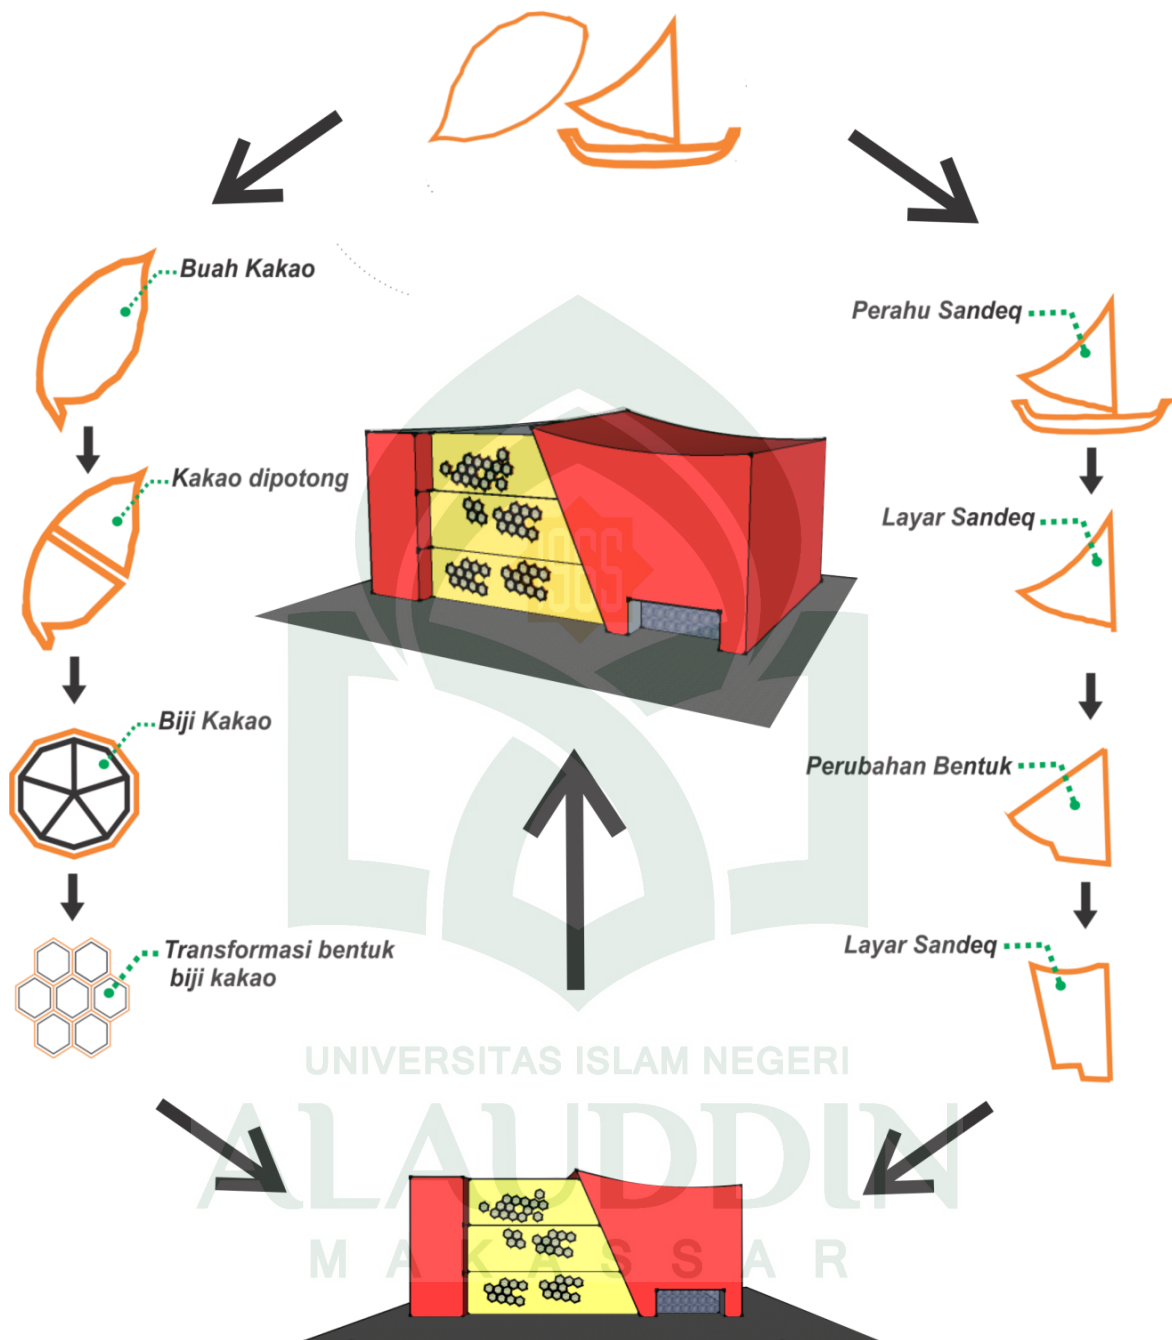 Buah Kakao
Kakao dipotong
Biji Kakao
Transformasi bentuk
biji kakao
Perahu Sandeq
Layar Sandeq
Perubahan Bentuk
Layar Sandeq
UNIVERSITAS ISLAM NEGERI
ALAUDDIN
MAKASSAR